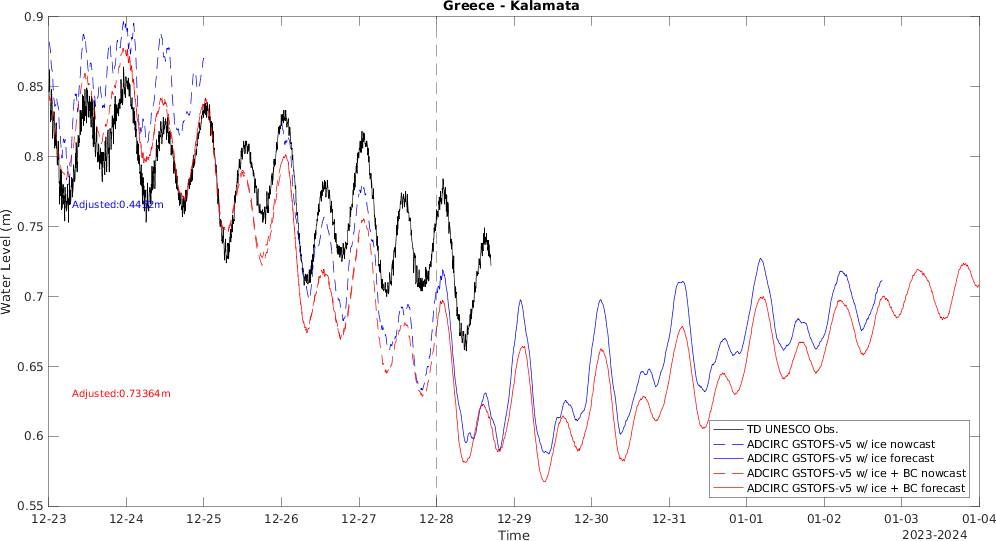 Greece - Kalamata
0.9
0.85
0.8
0.75
0.7
0.65
0.6
0.55
Water Level (m)
Adjusted:0.4412m
Adjusted:0.73364m
TD UNESCO Obs.
ADCIRC GSTOFS-v5 w/ ice nowcast
ADCIRC GSTOFS-v5 w/ ice forecast
ADCIRC GSTOFS-v5 w/ ice + BC nowcast
ADCIRC GSTOFS-v5 w/ ice + BC forecast
12-23 12-24 12-25 12-26 12-27 12-28 12-29 12-30 12-31 01-01 01-02 01-03 01-04
Time
2023-2024